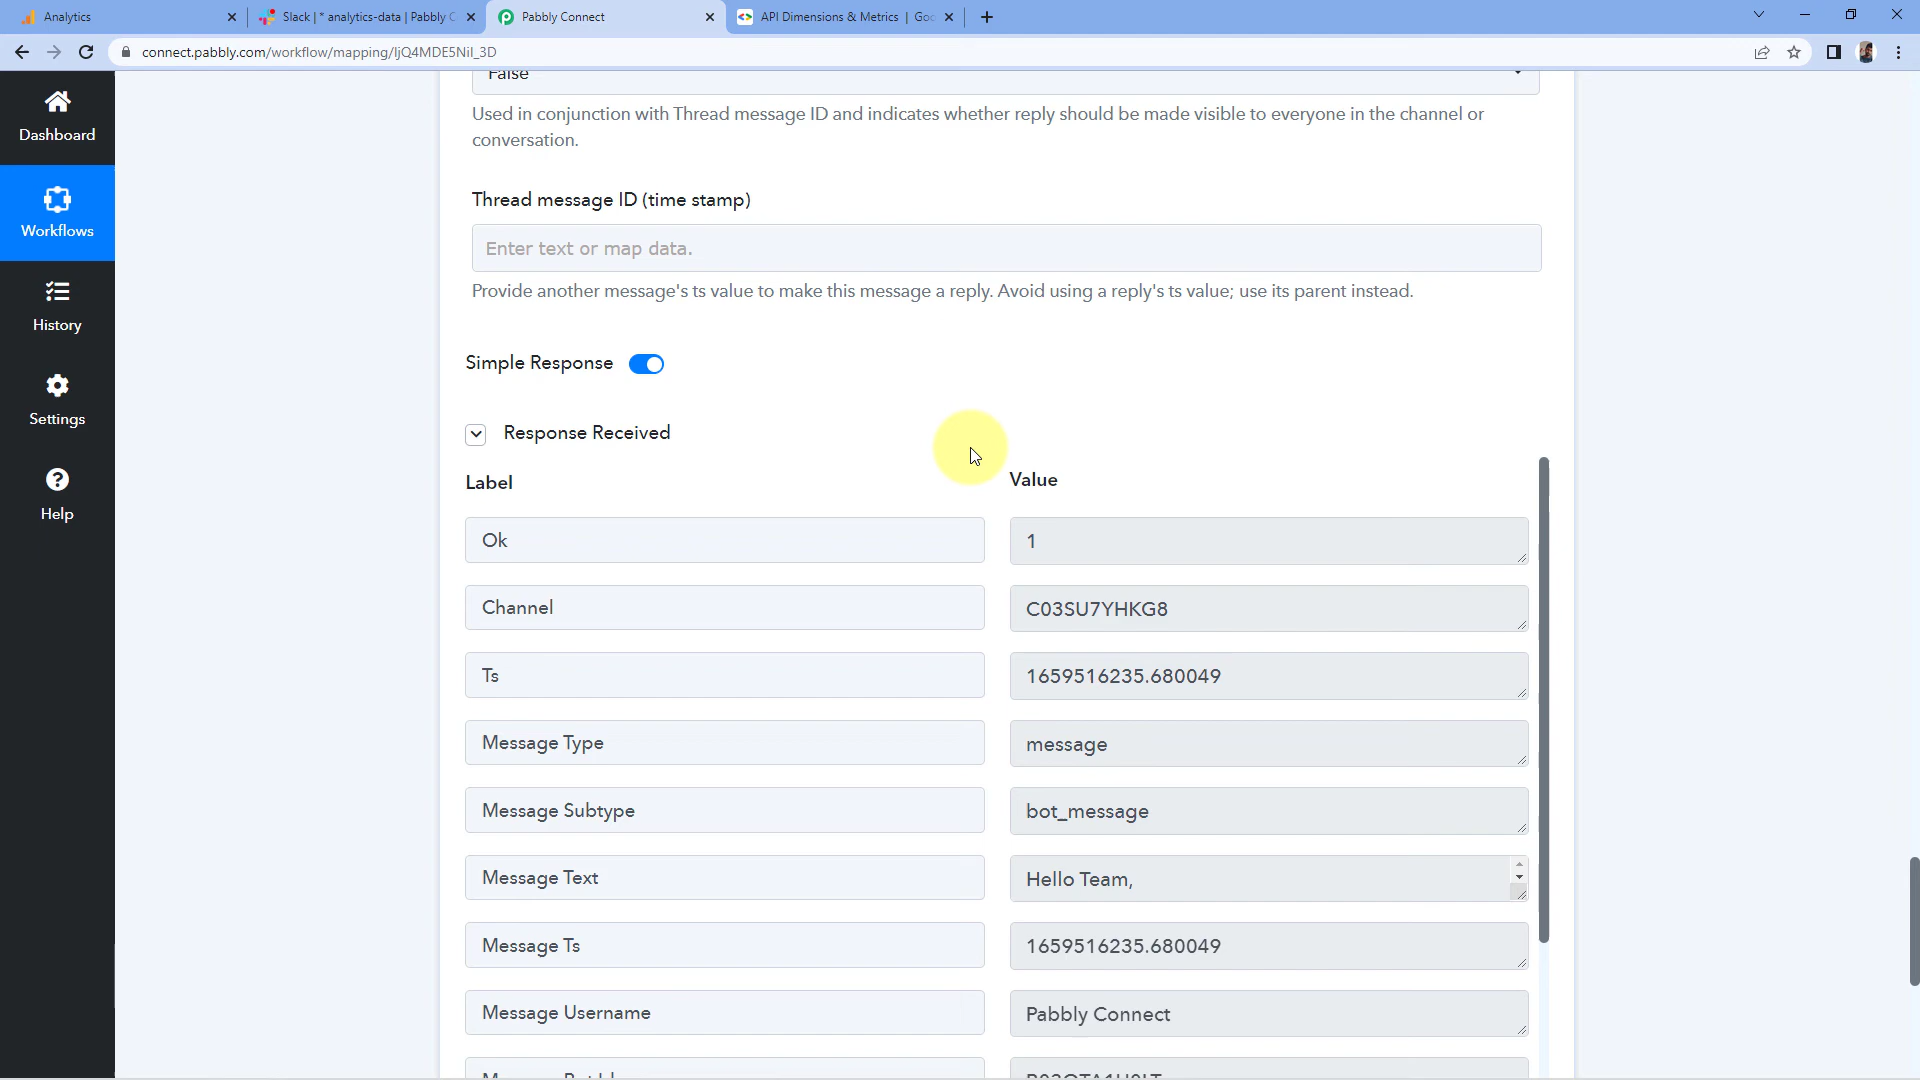 Analytics
Slack | * analytics-data | Pabbly C
Pabbly Connect
API Dimensions & Metrics | Goo
connect.pabbly.com/workflow/mapping/IjQ4MDE5NiI_3D
Dashboard
Workflows
History
Settings
Help
False
Used in conjunction with Thread message ID and indicates whether reply should be made visible to everyone in the channel or
conversation.
Thread message ID (time stamp)
Enter text or map data.
Provide another message's ts value to make this message a reply. Avoid using a reply's ts value; use its parent instead.
Simple Response
Response Received
Label
Value
Ok
1
Channel
C03SU7YHKG8
Ts
1659516235.680049
Message Type
message
Message Subtype
bot_message
Message Text
Hello Team,
Message Ts
1659516235.680049
Message Username
Pabbly Connect